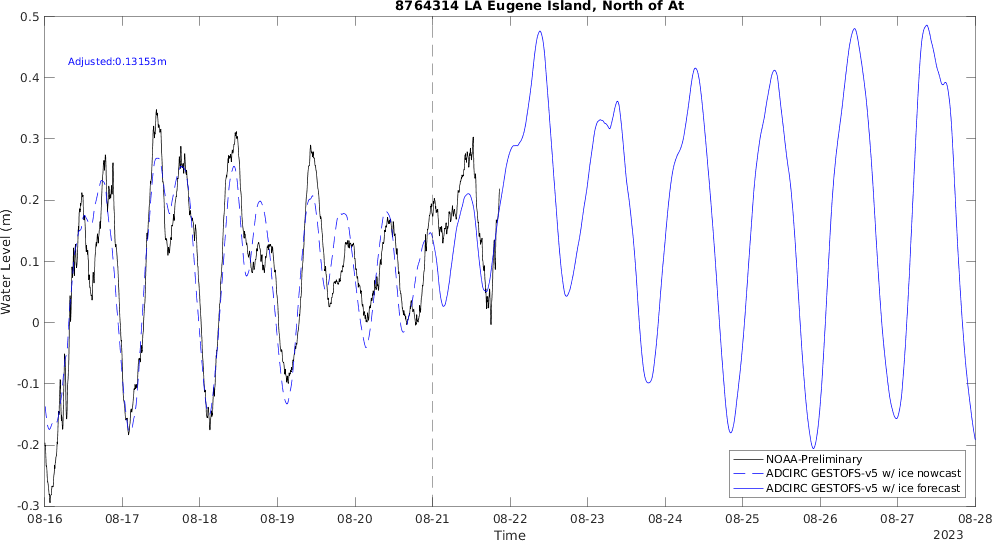 8764314 LA Eugene Island, North of At
Adjusted:0.13153m
Water Level (m)
0.5
0.4
0.3
0.2
0.1
0
-0.1
-0.2
-0.3
NOAA-Preliminary
ADCIRC GESTOFS-v5 w/ ice nowcast
ADCIRC GESTOFS-v5 w/ ice forecast
08-16 08-17 08-18 08-19 08-20 08-21 08-22 08-23 08-24 08-25 08-26 08-27 08-28
Time
2023